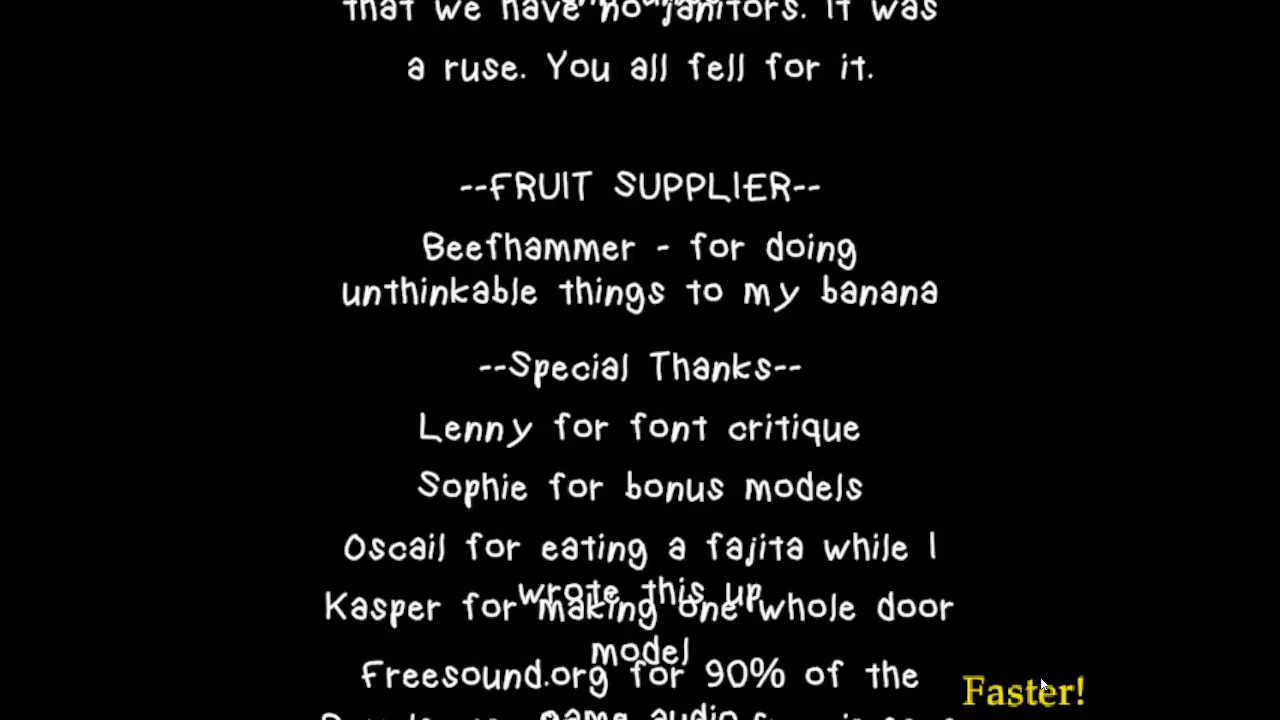 that we have no janitors. It was
a ruse. You all fell for it.
--FRUIT SUPPLIER--
Beefhammer - for doing
unthinkable things to my banana
--Special Thanks--
Lenny for font critique
Sophie for bonus models
Oscail for eating a fajita while I
wrote this up
Kasper for making one whole door
model
Freesound.org for 90% of the
game audio
Faster!